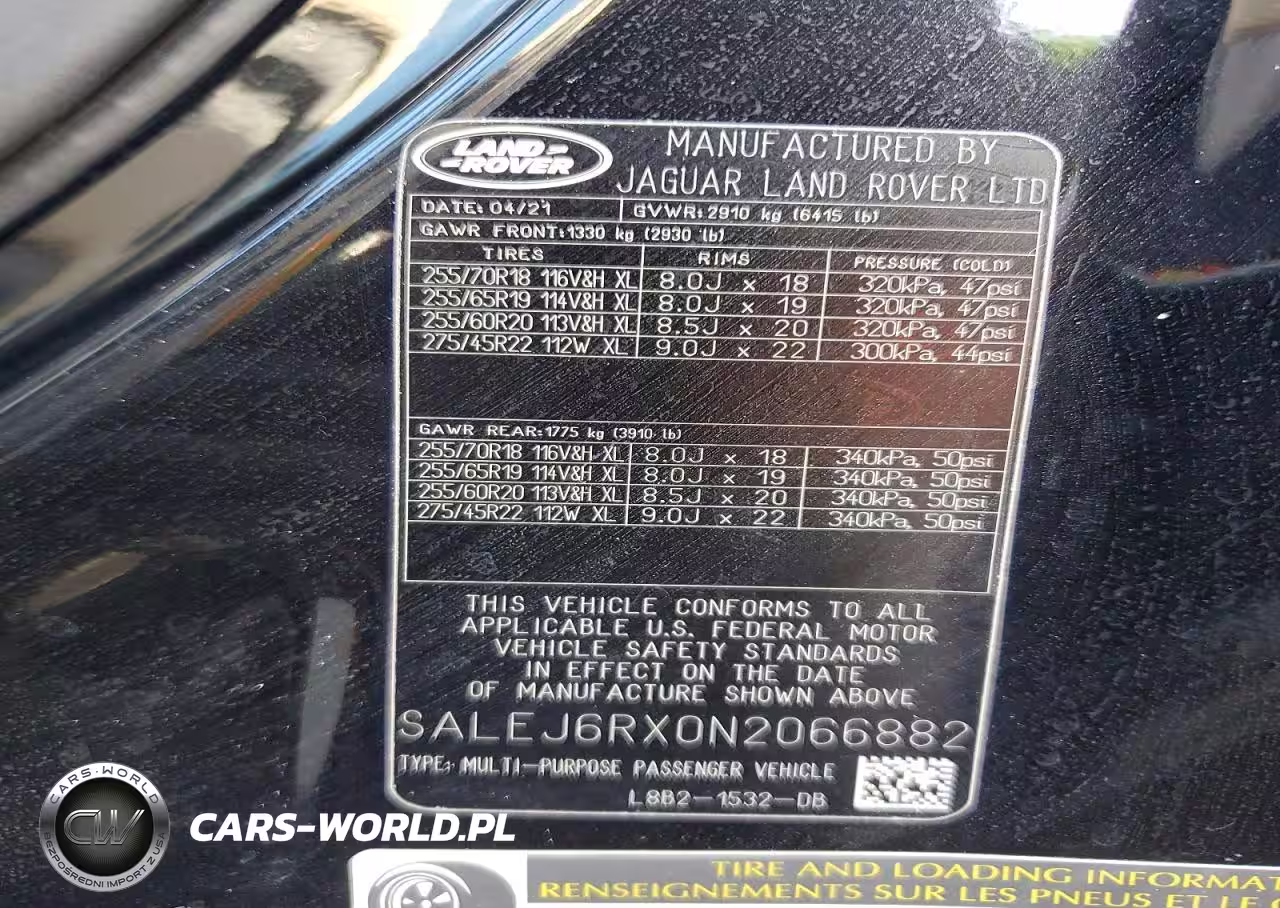 LAND ROVER
MANUFACTURED BY
JAGUAR LAND ROVER LTD
DATE: 04/21 GVWR: 2910 kg (6415 lb)
GAWR FRONT: 1330 kg (2930 lb)
TIRES RIMS PRESSURE (COLD)
255/70R18 116V&H XL 8.0J x 18 320kPa, 47psi
255/65R19 114V&H XL 8.0J x 19 320kPa, 47psi
255/60R20 113V&H XL 8.5J x 20 320kPa, 47psi
275/45R22 112W XL 9.0J x 22 300kPa, 44psi
GAWR REAR: 1775 kg (3910 lb)
255/70R18 116V&H XL 8.0J x 18 340kPa, 50psi
255/65R19 114V&H XL 8.0J x 19 340kPa, 50psi
255/60R20 113V&H XL 8.5J x 20 340kPa, 50psi
275/45R22 112W XL 9.0J x 22 340kPa, 50psi
THIS VEHICLE CONFORMS TO ALL
APPLICABLE U.S. FEDERAL MOTOR
VEHICLE SAFETY STANDARDS
IN EFFECT ON THE DATE
OF MANUFACTURE SHOWN ABOVE
SALEJ6RX0N2066882
TYPE: MULTI-PURPOSE PASSENGER VEHICLE
L8B2-1532-DB
CARS-WORLD
CW
BEZPOŚREDNI IMPORT Z USA
CARS-WORLD.PL
TIRE AND LOADING INFORMAT
RENSEIGNEMENTS SUR LES PNEUS ET LE C